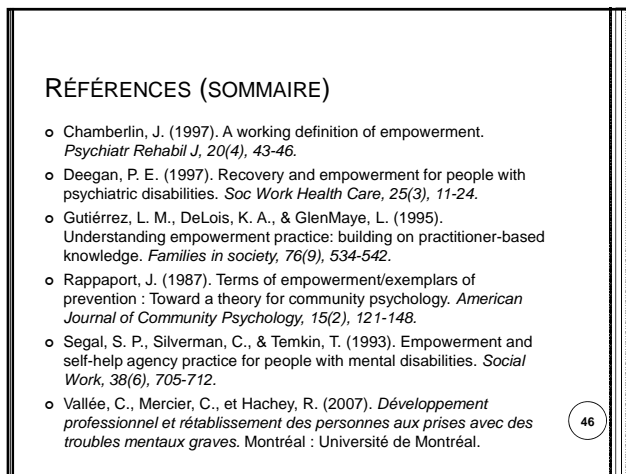 RÉFÉRENCES (SOMMAIRE)
Chamberlin, J. (1997). A working definition of empowerment.
Psychiatr Rehabil J, 20(4), 43-46.
Deegan, P. E. (1997). Recovery and empowerment for people with
psychiatric disabilities. Soc Work Health Care, 25(3), 11-24.
Gutiérrez, L. M., DeLois, K. A., & GlenMaye, L. (1995).
Understanding empowerment practice: building on practitioner-based
knowledge. Families in society, 76(9), 534-542.
Rappaport, J. (1987). Terms of empowerment/exemplars of
prevention : Toward a theory for community psychology. American
Journal of Community Psychology, 15(2), 121-148.
Segal, S. P., Silverman, C., & Temkin, T. (1993). Empowerment and
self-help agency practice for people with mental disabilities. Social
Work, 38(6), 705-712.
Vallée, C., Mercier, C., et Hachey, R. (2007). Développement
professionnel et rétablissement des personnes aux prises avec des
troubles mentaux graves. Montréal : Université de Montréal.
46